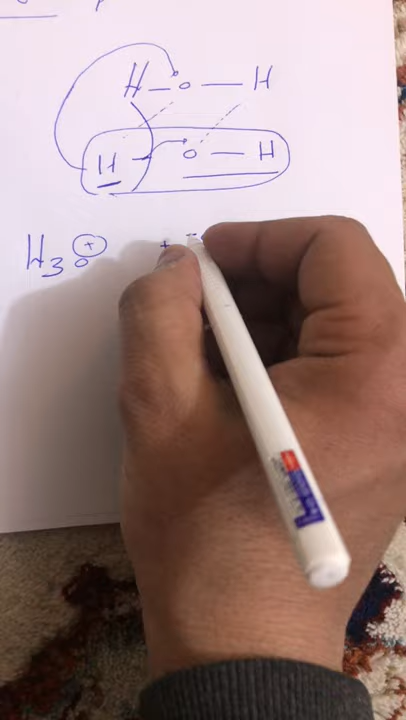 H — o — H
H o — H
H3O+ +